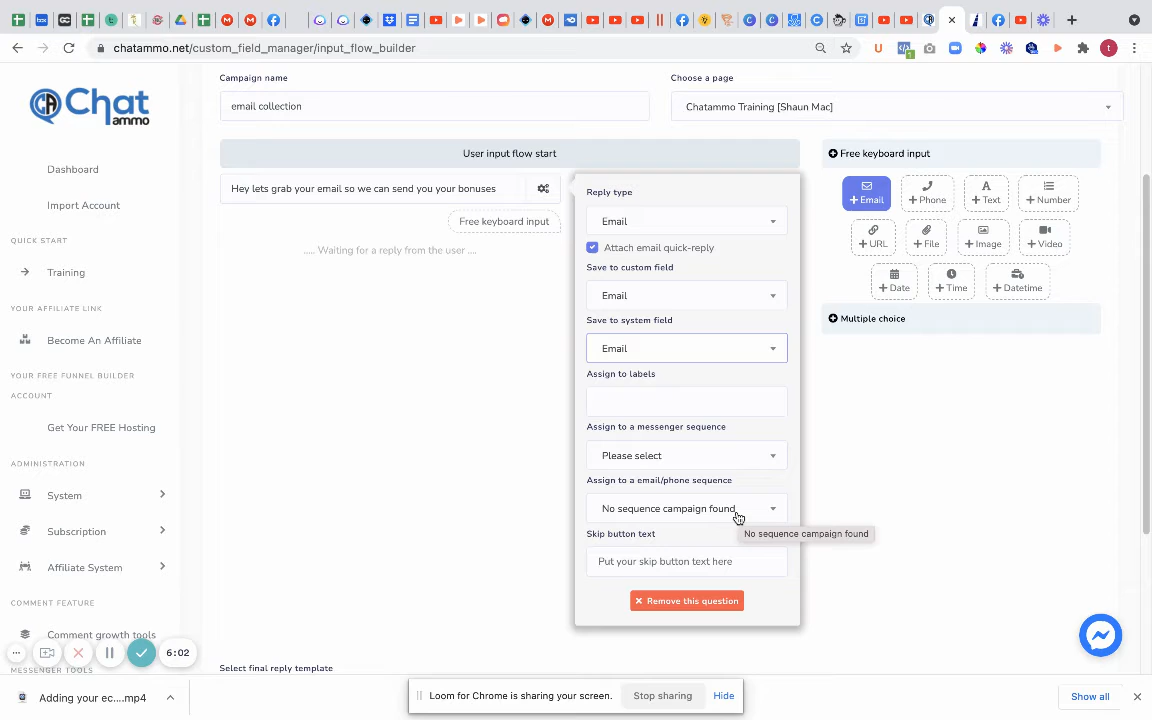 chatammo.net/custom_field_manager/input_flow_builder
Chat
ammo
Dashboard
Import Account
QUICK START
Training
YOUR AFFILIATE LINK
Become An Affiliate
YOUR FREE FUNNEL BUILDER
ACCOUNT
Get Your FREE Hosting
ADMINISTRATION
System
Subscription
Affiliate System
COMMENT FEATURE
Comment growth tools
MESSENGER TOOLS
6:02
Campaign name
email collection
Choose a page
Chatammo Training [Shaun Mac]
User input flow start
Hey lets grab your email so we can send you your bonuses
Free keyboard input
..... Waiting for a reply from the user ....
Reply type
Email
Attach email quick-reply
Save to custom field
Email
Save to system field
Email
Assign to labels
Assign to a messenger sequence
Please select
Assign to a email/phone sequence
No sequence campaign found
No sequence campaign found
Skip button text
Put your skip button text here
Remove this question
Free keyboard input
+ Email
+ Phone
+ Text
+ Number
+ URL
+ File
+ Image
+ Video
+ Date
+ Time
+ Datetime
Multiple choice
Select final reply template
Adding your ec....mp4
Loom for Chrome is sharing your screen.
Stop sharing
Hide
Show all